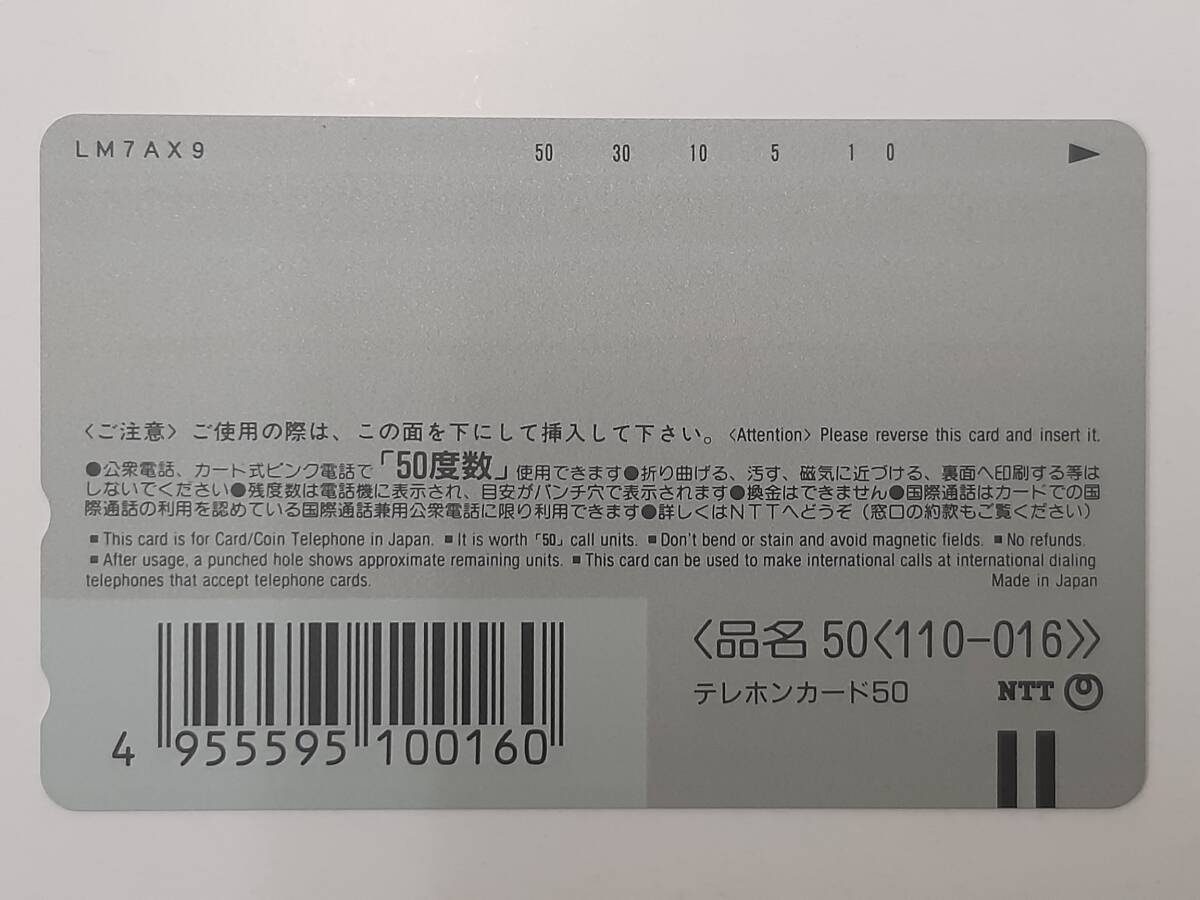 LM7AX9 50 30 10 5 1 0 ▶
〈ご注意〉ご使用の際は、この面を下にして挿入して下さい。〈Attention〉 Please reverse this card and insert it.
●公衆電話、カード式ピンク電話で「50度数」使用できます●折り曲げる、汚す、磁気に近づける、裏面へ印刷する等は
しないでください●残度数は電話機に表示され、目安がパンチ穴で表示されます●換金はできません●国際通話はカードでの国
際通話の利用を認めている国際通話兼用公衆電話に限り利用できます●詳しくはNTTへどうぞ（窓口の約款もご覧ください）
■This card is for Card/Coin Telephone in Japan. ■It is worth「50」call units. ■Don't bend or stain and avoid magnetic fields. ■No refunds.
■After usage, a punched hole shows approximate remaining units. ■This card can be used to make international calls at international dialing
telephones that accept telephone cards. Made in Japan
〈品名 50〈110-016〉〉
テレホンカード50 NTT
4 955595 100160